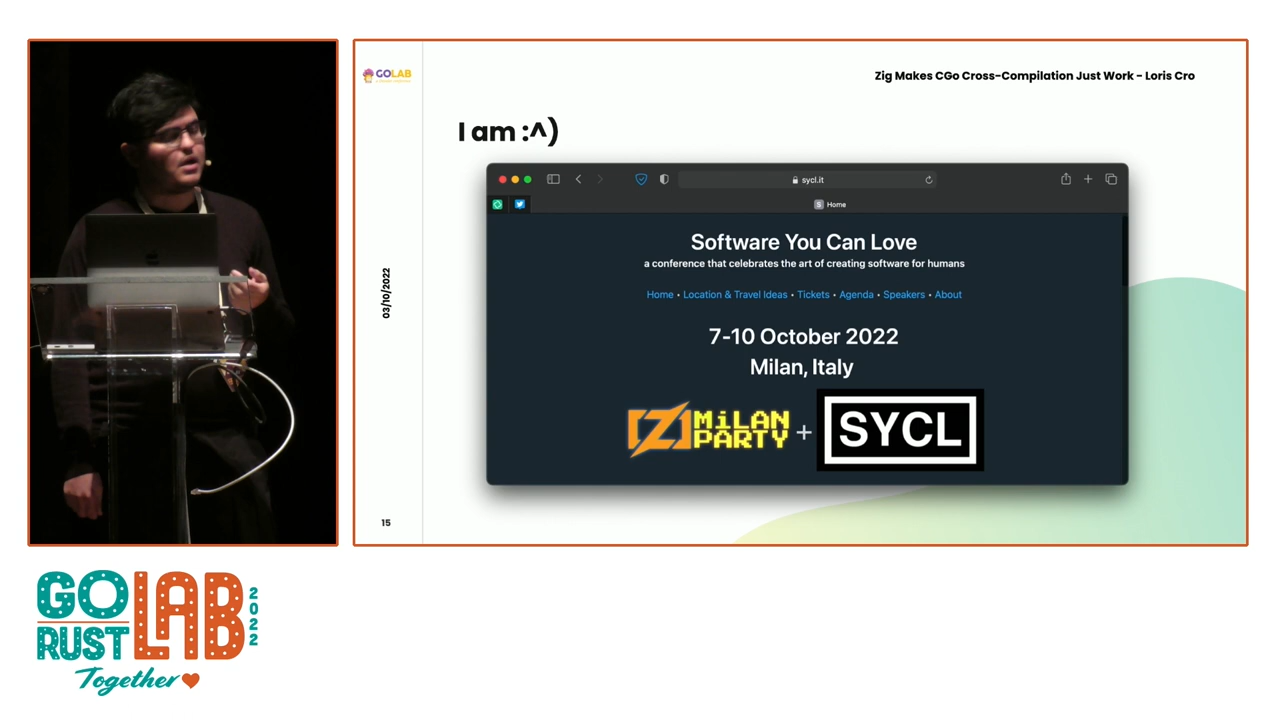 GOLAB
Zig Makes CGo Cross-Compilation Just Work - Loris Cro
I am :^)
sycl.it
S Home
Software You Can Love
a conference that celebrates the art of creating software for humans
Home • Location & Travel Ideas • Tickets • Agenda • Speakers • About
7-10 October 2022
Milan, Italy
Z MiLAN PARTY + SYCL
03/10/2022
15
GO LAB 2022
RUST
Together